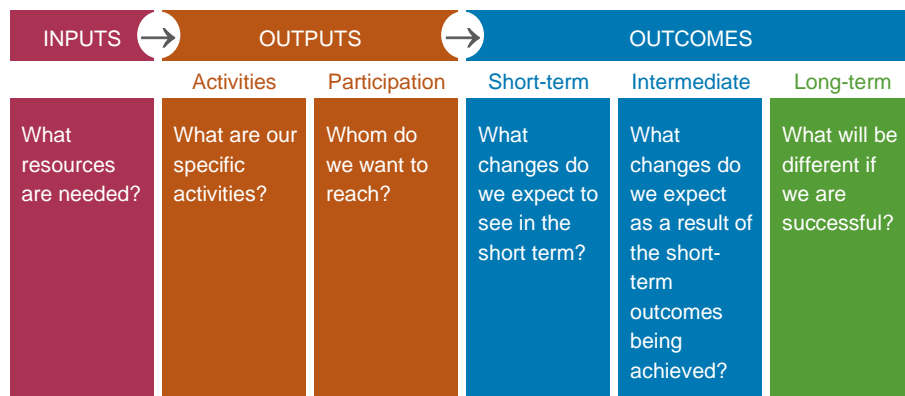 INPUTS → OUTPUTS → OUTCOMES
Activities Participation Short-term Intermediate Long-term
What
resources
are needed?
What are our
specific
activities?
Whom do
we want to
reach?
What
changes do
we expect to
see in the
short term?
What
changes do
we expect
as a result of
the short-
term
outcomes
being
achieved?
What will be
different if
we are
successful?